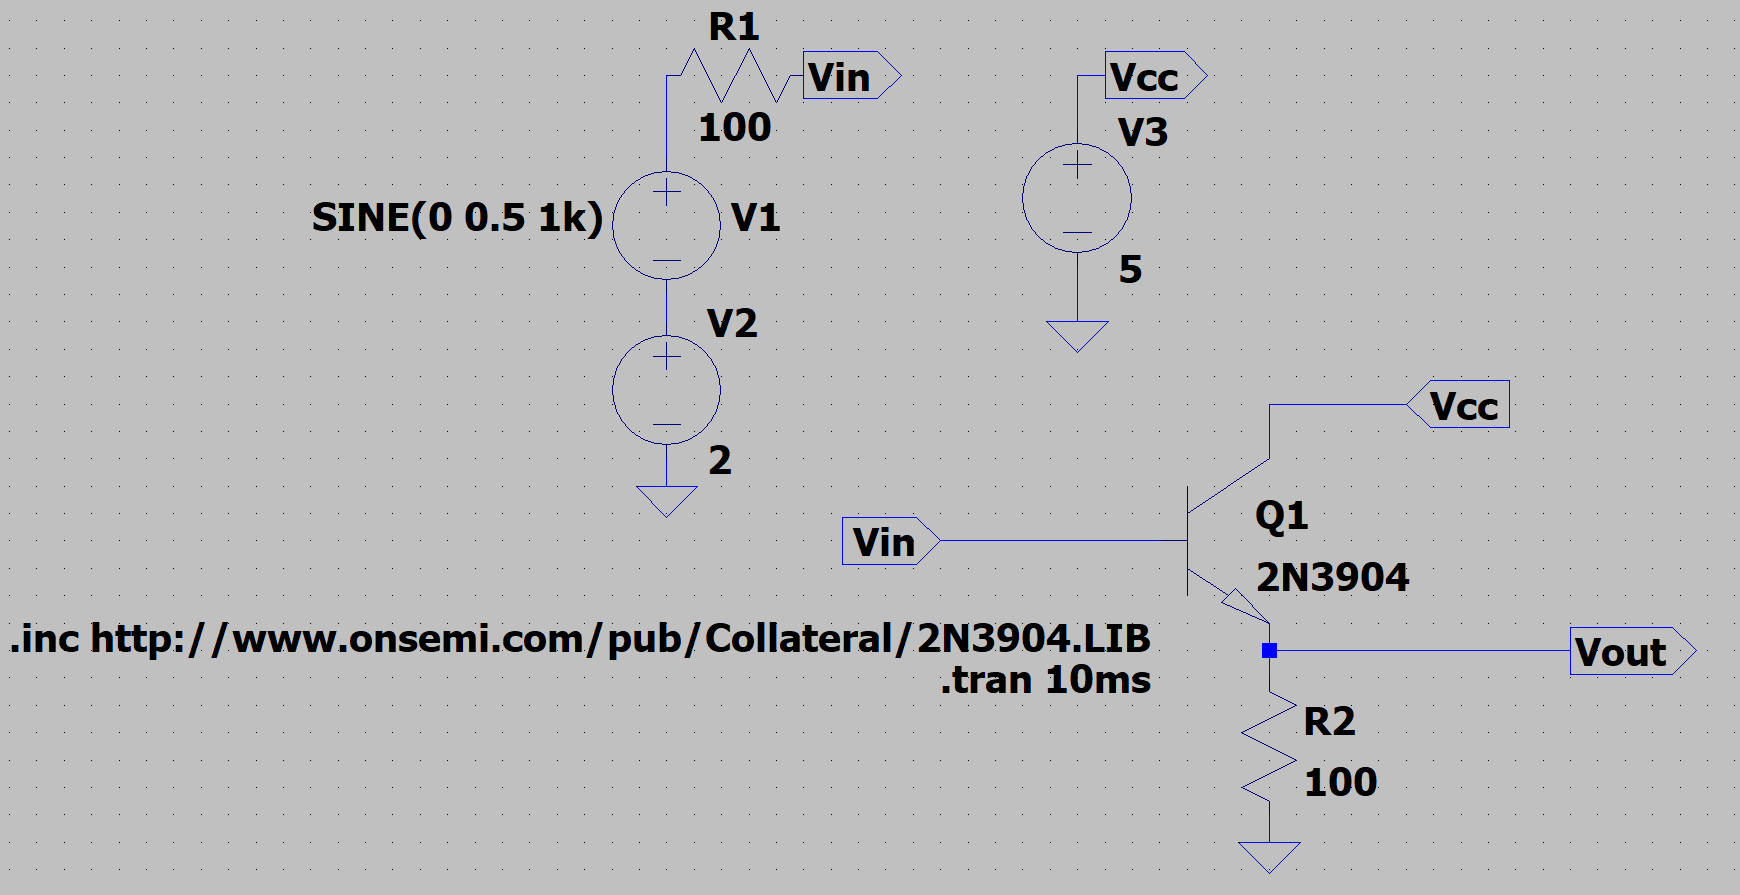 R1
Vin
Vcc
100
V3
SINE(0 0.5 1k)
V1
5
V2
2
Vcc
Q1
Vin
2N3904
.inc http://www.onsemi.com/pub/Collateral/2N3904.LIB
Vout
.tran 10ms
R2
100